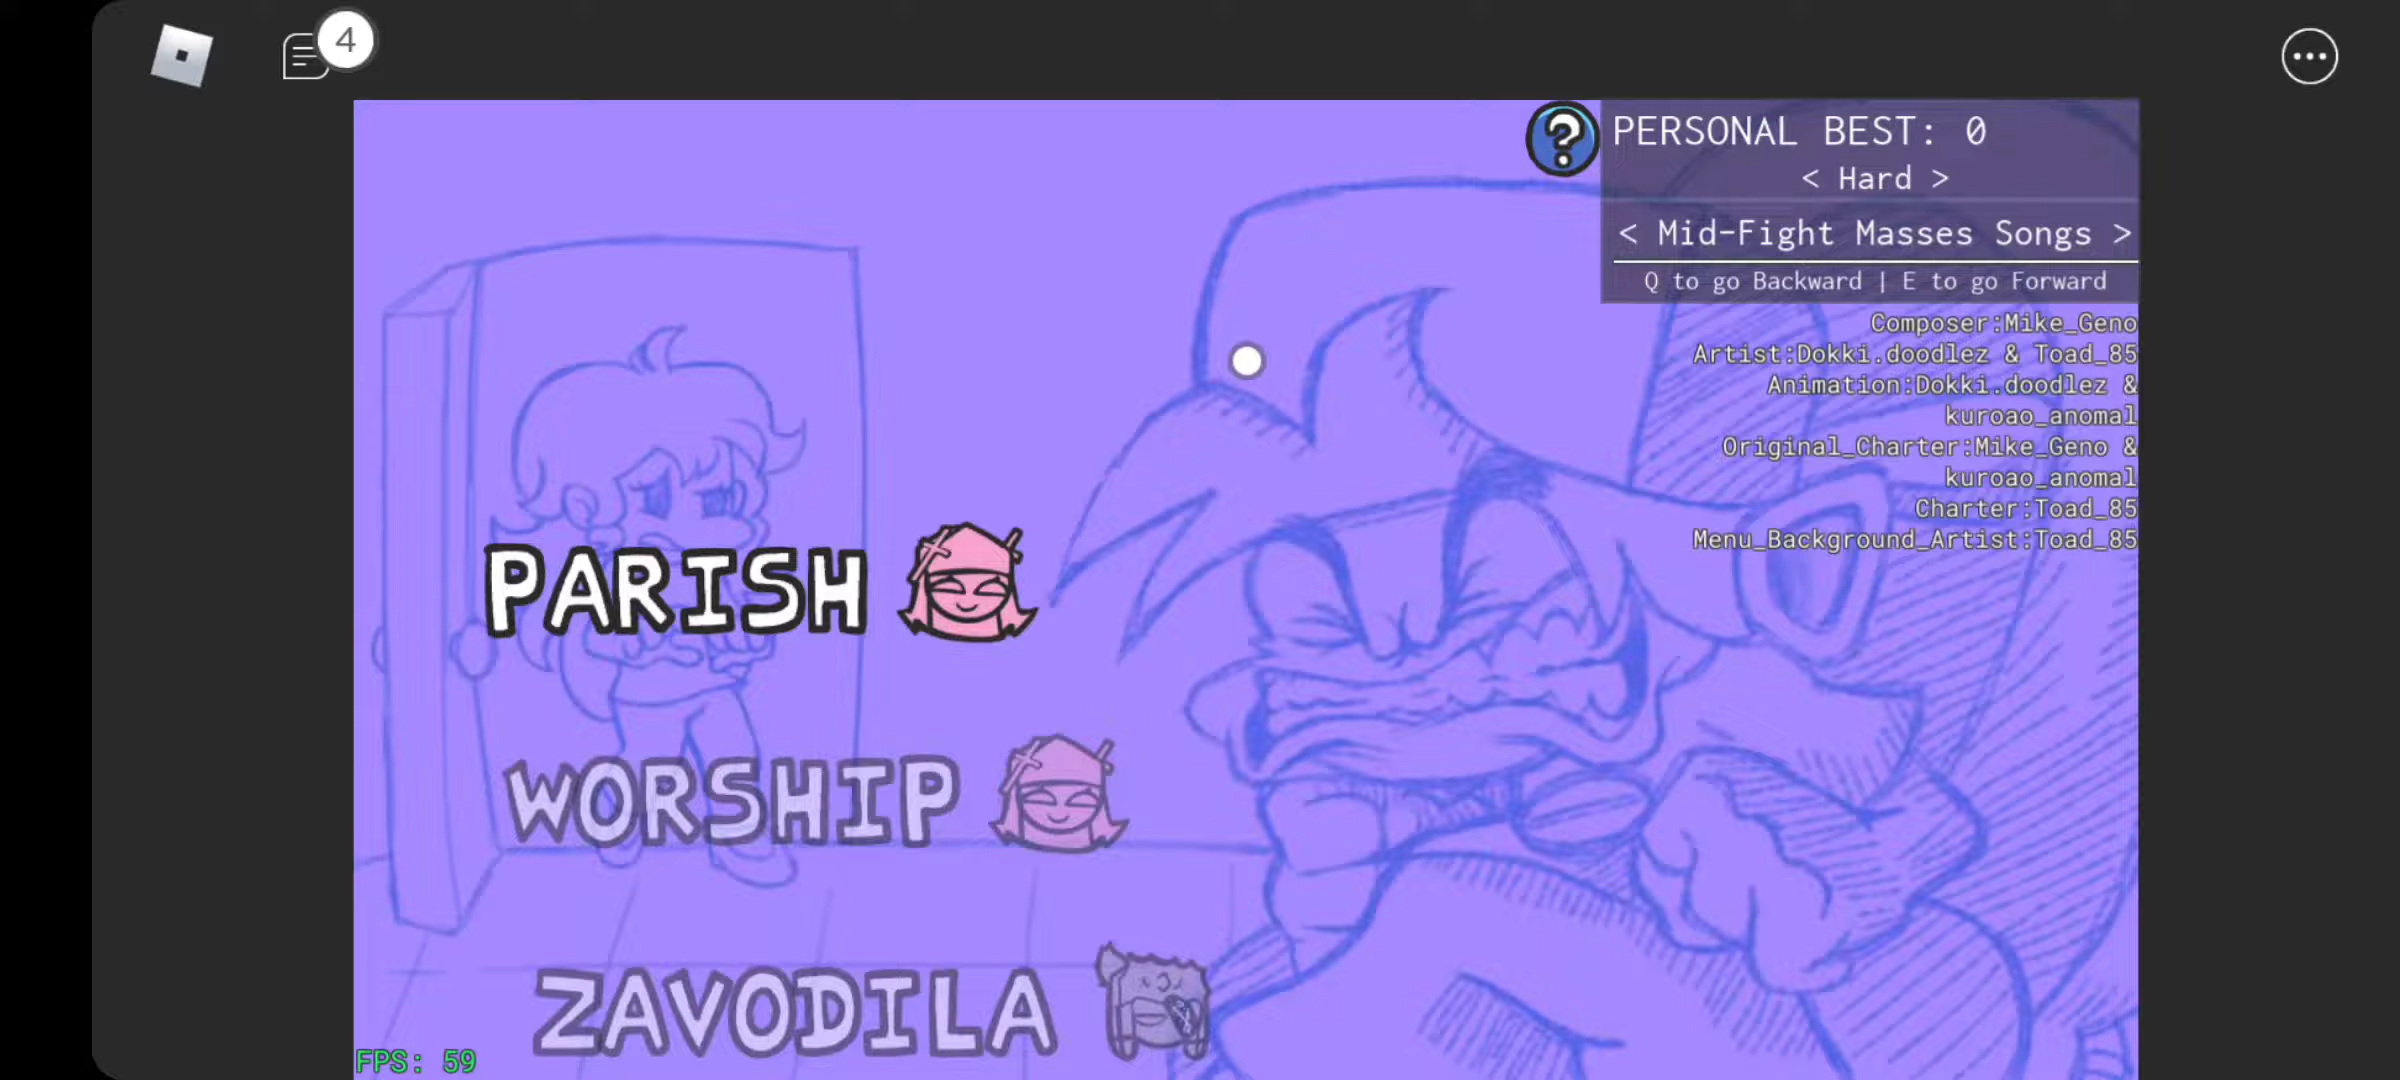 4
PERSONAL BEST: 0
< Hard >
< Mid-Fight Masses Songs >
Q to go Backward | E to go Forward
Composer:Mike_Geno
Artist:Dokki.doodlez & Toad_85
Animation:Dokki.doodlez &
kuroao_anomal
Original_Charter:Mike_Geno &
kuroao_anomal
Charter:Toad_85
Menu_Background_Artist:Toad_85
PARISH
WORSHIP
ZAVODILA
FPS: 59